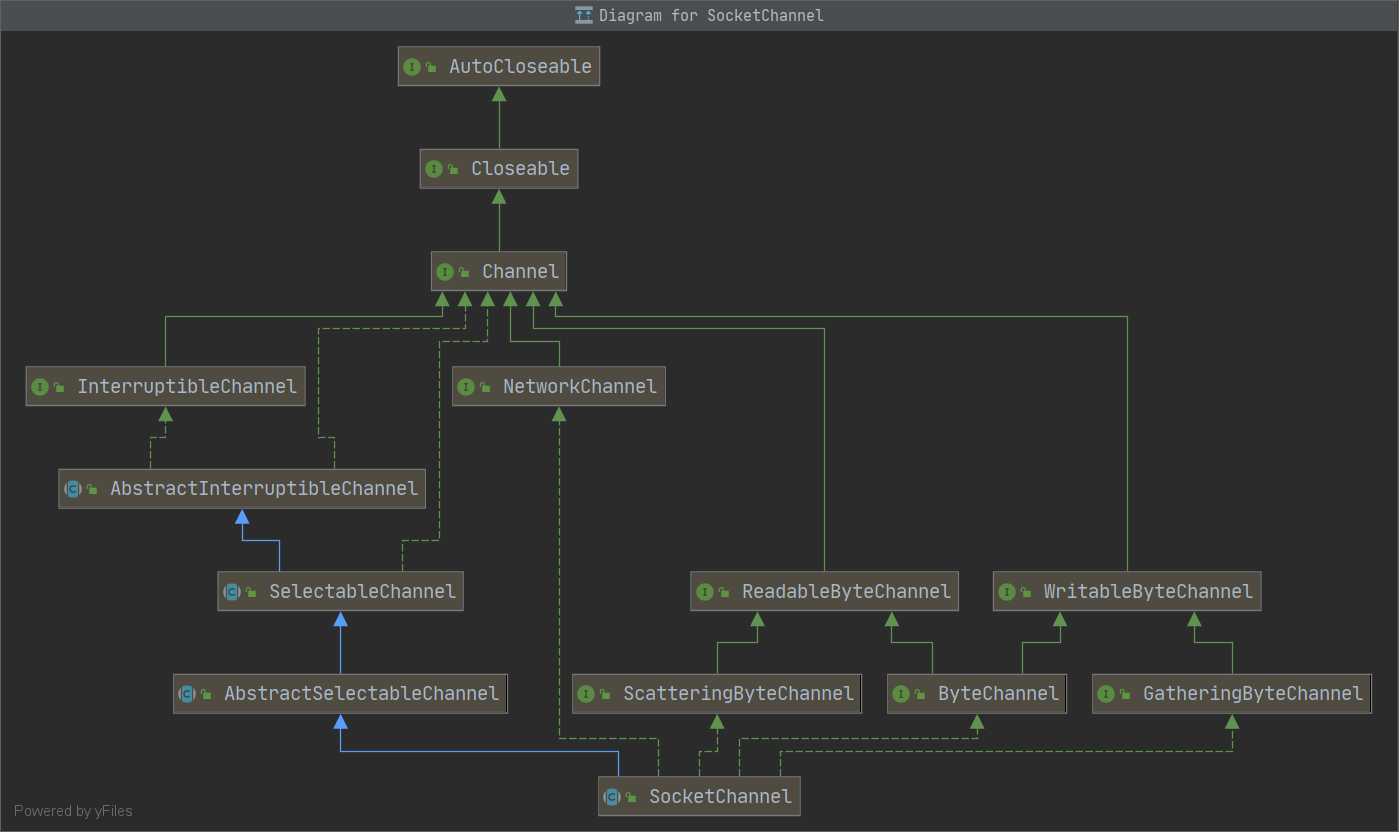 Diagram for SocketChannel
I AutoCloseable
I Closeable
I Channel
I InterruptibleChannel
I NetworkChannel
C AbstractInterruptibleChannel
C SelectableChannel
I ReadableByteChannel
I WritableByteChannel
C AbstractSelectableChannel
I ScatteringByteChannel
I ByteChannel
I GatheringByteChannel
C SocketChannel
Powered by yFiles